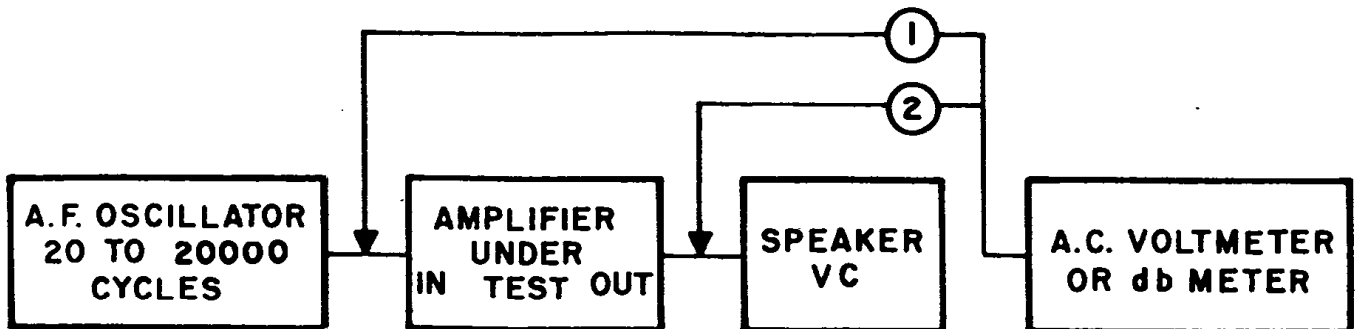 1
2
A.F. OSCILLATOR
20 TO 20000
CYCLES
AMPLIFIER
UNDER
IN TEST OUT
SPEAKER
VC
A.C. VOLTMETER
OR db METER